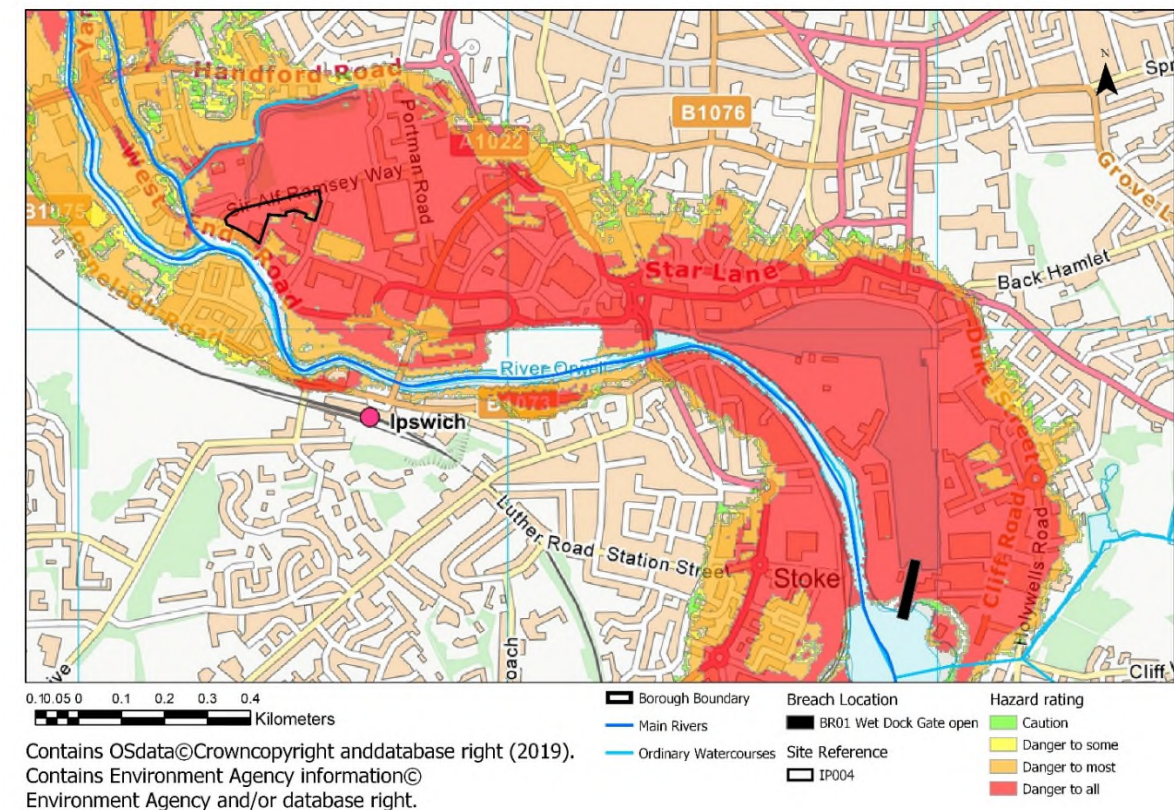 Handford Road
Portman Road
A1022
B1076
N
Grove
West End Road
Sir Alf Ramsey Way
Ranelagh Road
Star Lane
Back Hamlet
Duke Street
River Orwell
Ipswich
Luther Road Station Street
Stoke
Cliff Road
Holywells Road
Cliff
0.10.05 0 0.1 0.2 0.3 0.4
Kilometers
Contains OSdata©Crowncopyright anddatabase right (2019).
Contains Environment Agency information©
Environment Agency and/or database right.
Borough Boundary
Main Rivers
Ordinary Watercourses
Breach Location
BR01 Wet Dock Gate open
Site Reference
IP004
Hazard rating
Caution
Danger to some
Danger to most
Danger to all